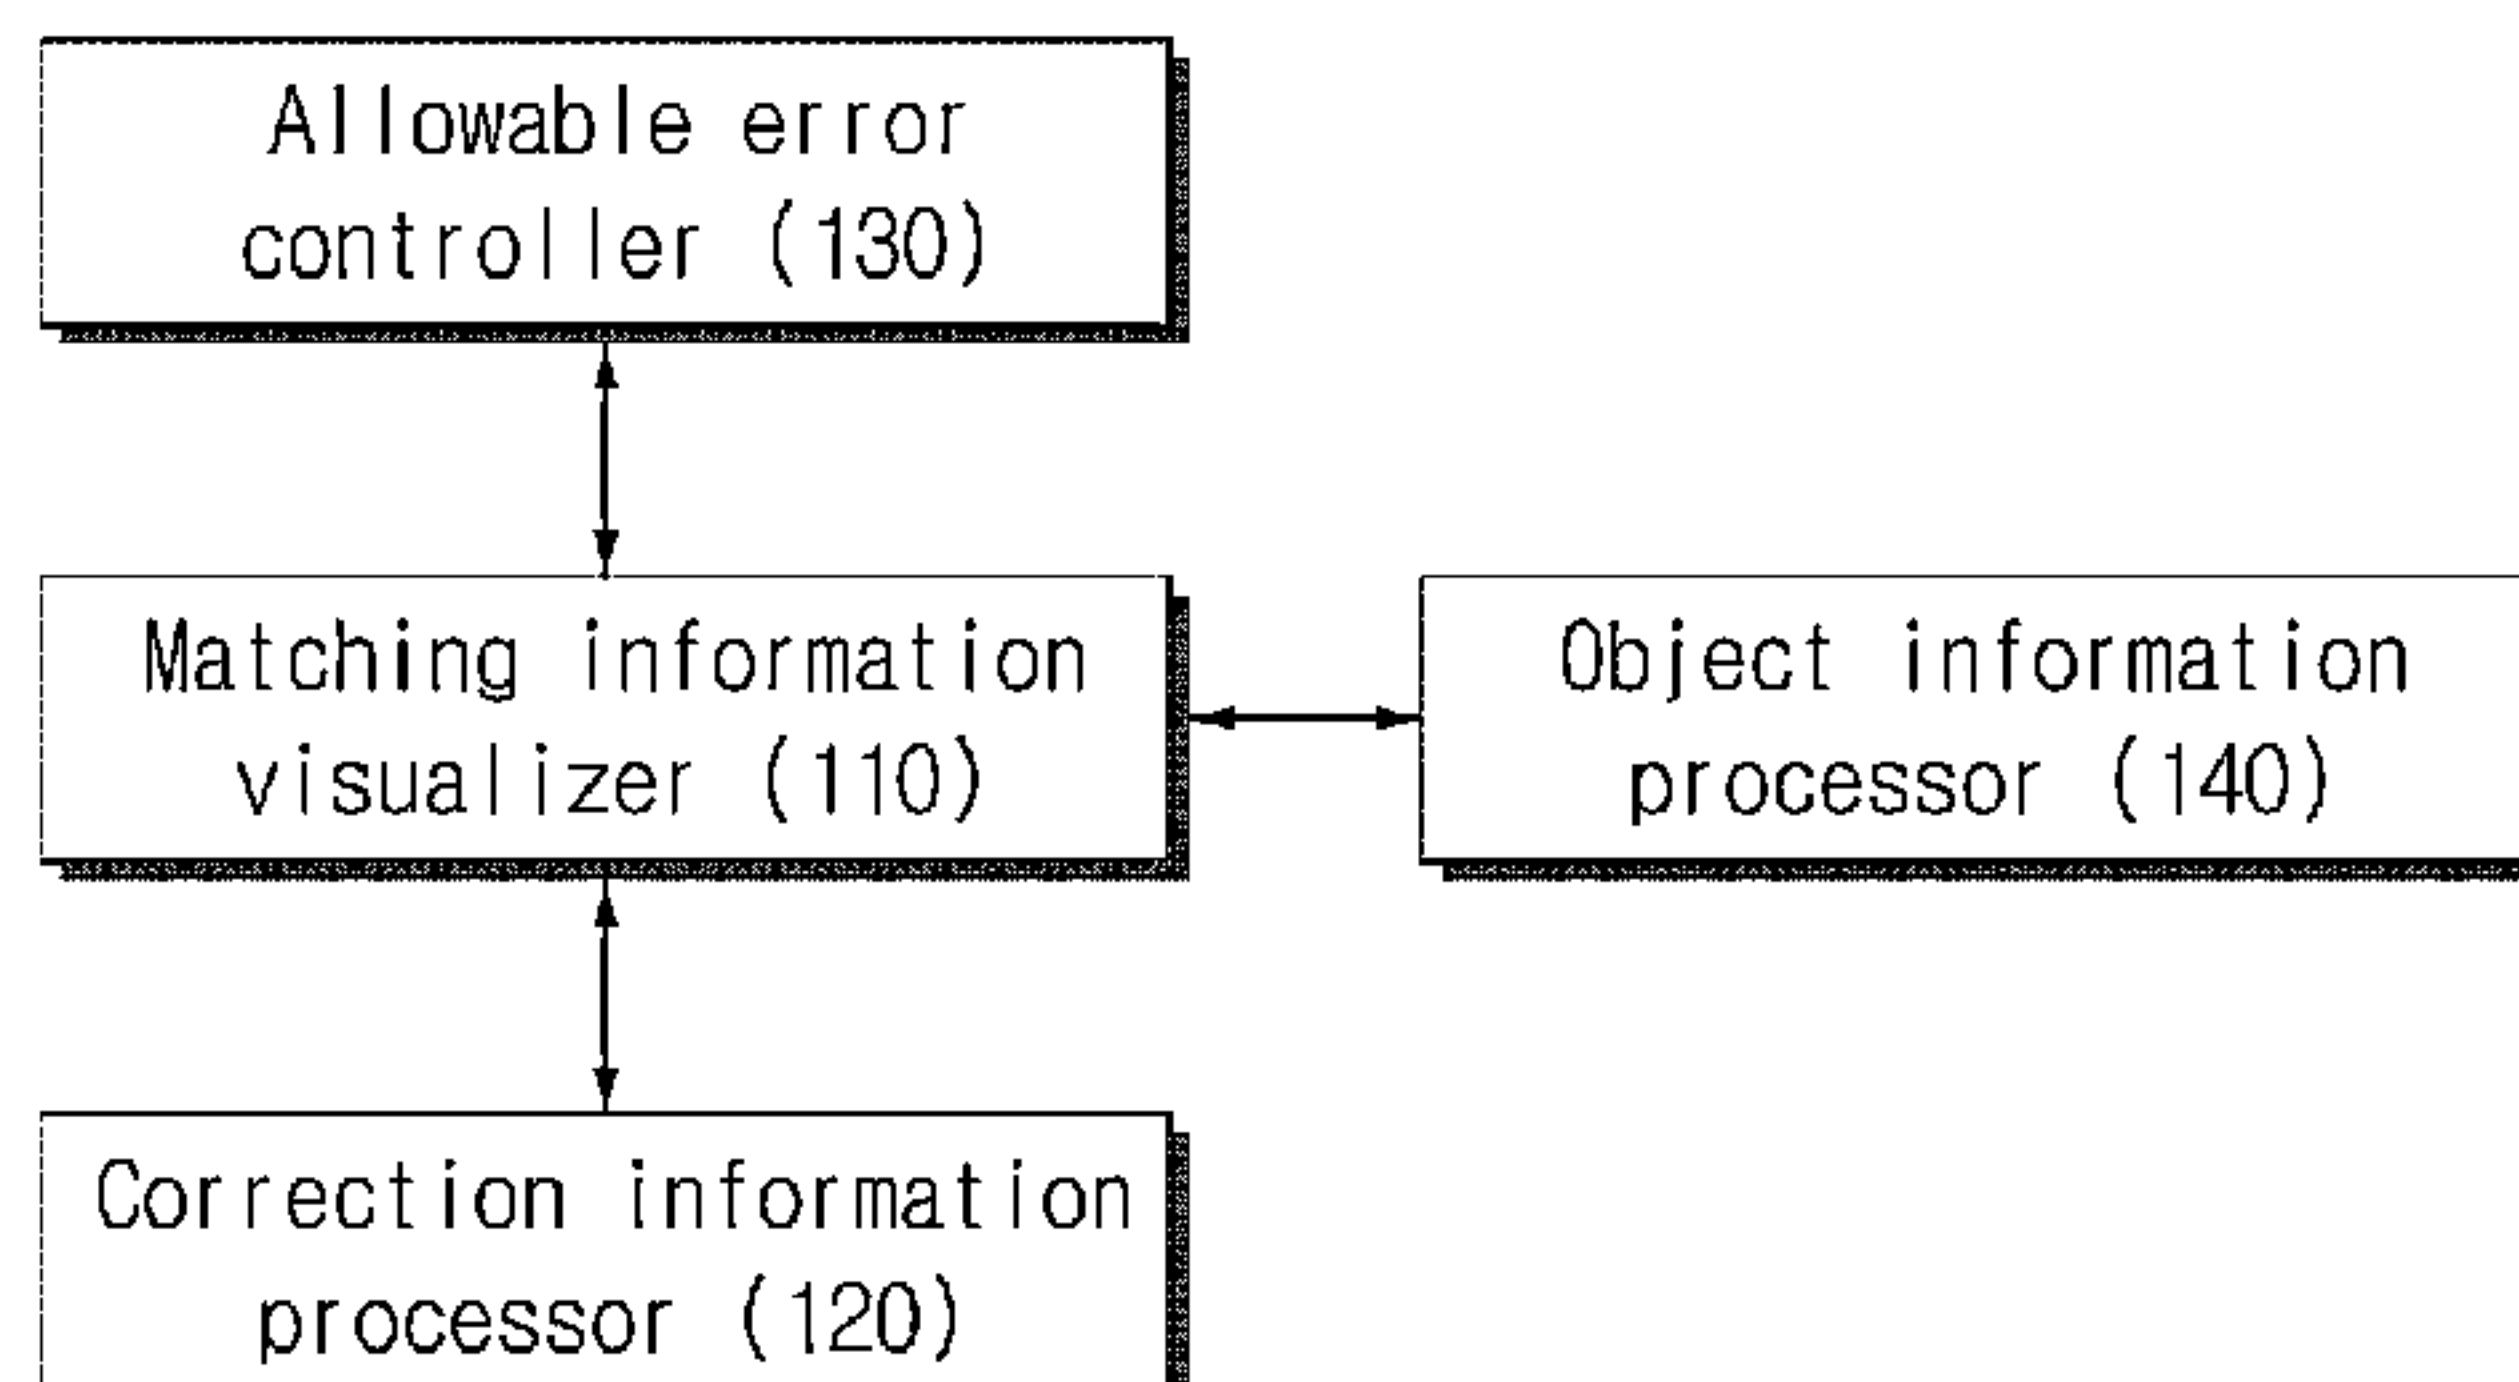 Allowable error
controller (130)
Matching information
visualizer (110)
Object information
processor (140)
Correction information
processor (120)